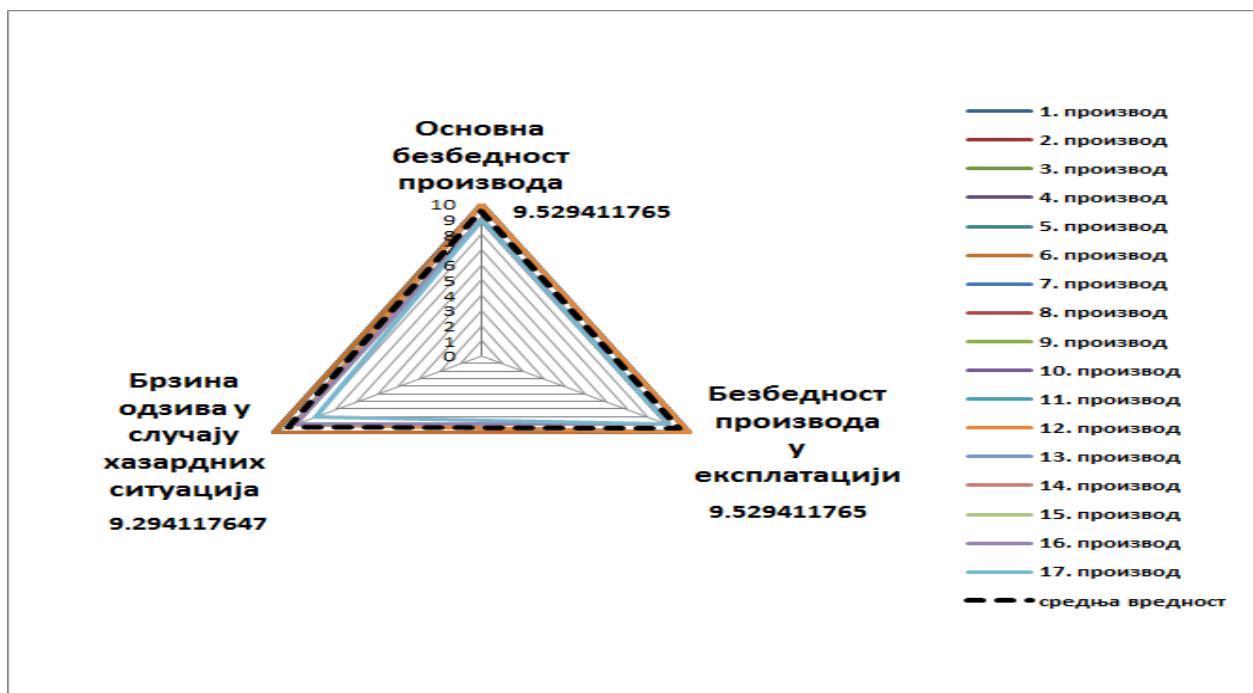 Основна
безбедност
производа
9.529411765
10
9
8
7
6
5
4
3
2
1
0
Брзина
одзива у
случају
хазардних
ситуација
9.294117647
Безбедност
производа
у
експлатацији
9.529411765
1. производ
2. производ
3. производ
4. производ
5. производ
6. производ
7. производ
8. производ
9. производ
10. производ
11. производ
12. производ
13. производ
14. производ
15. производ
16. производ
17. производ
средња вредност